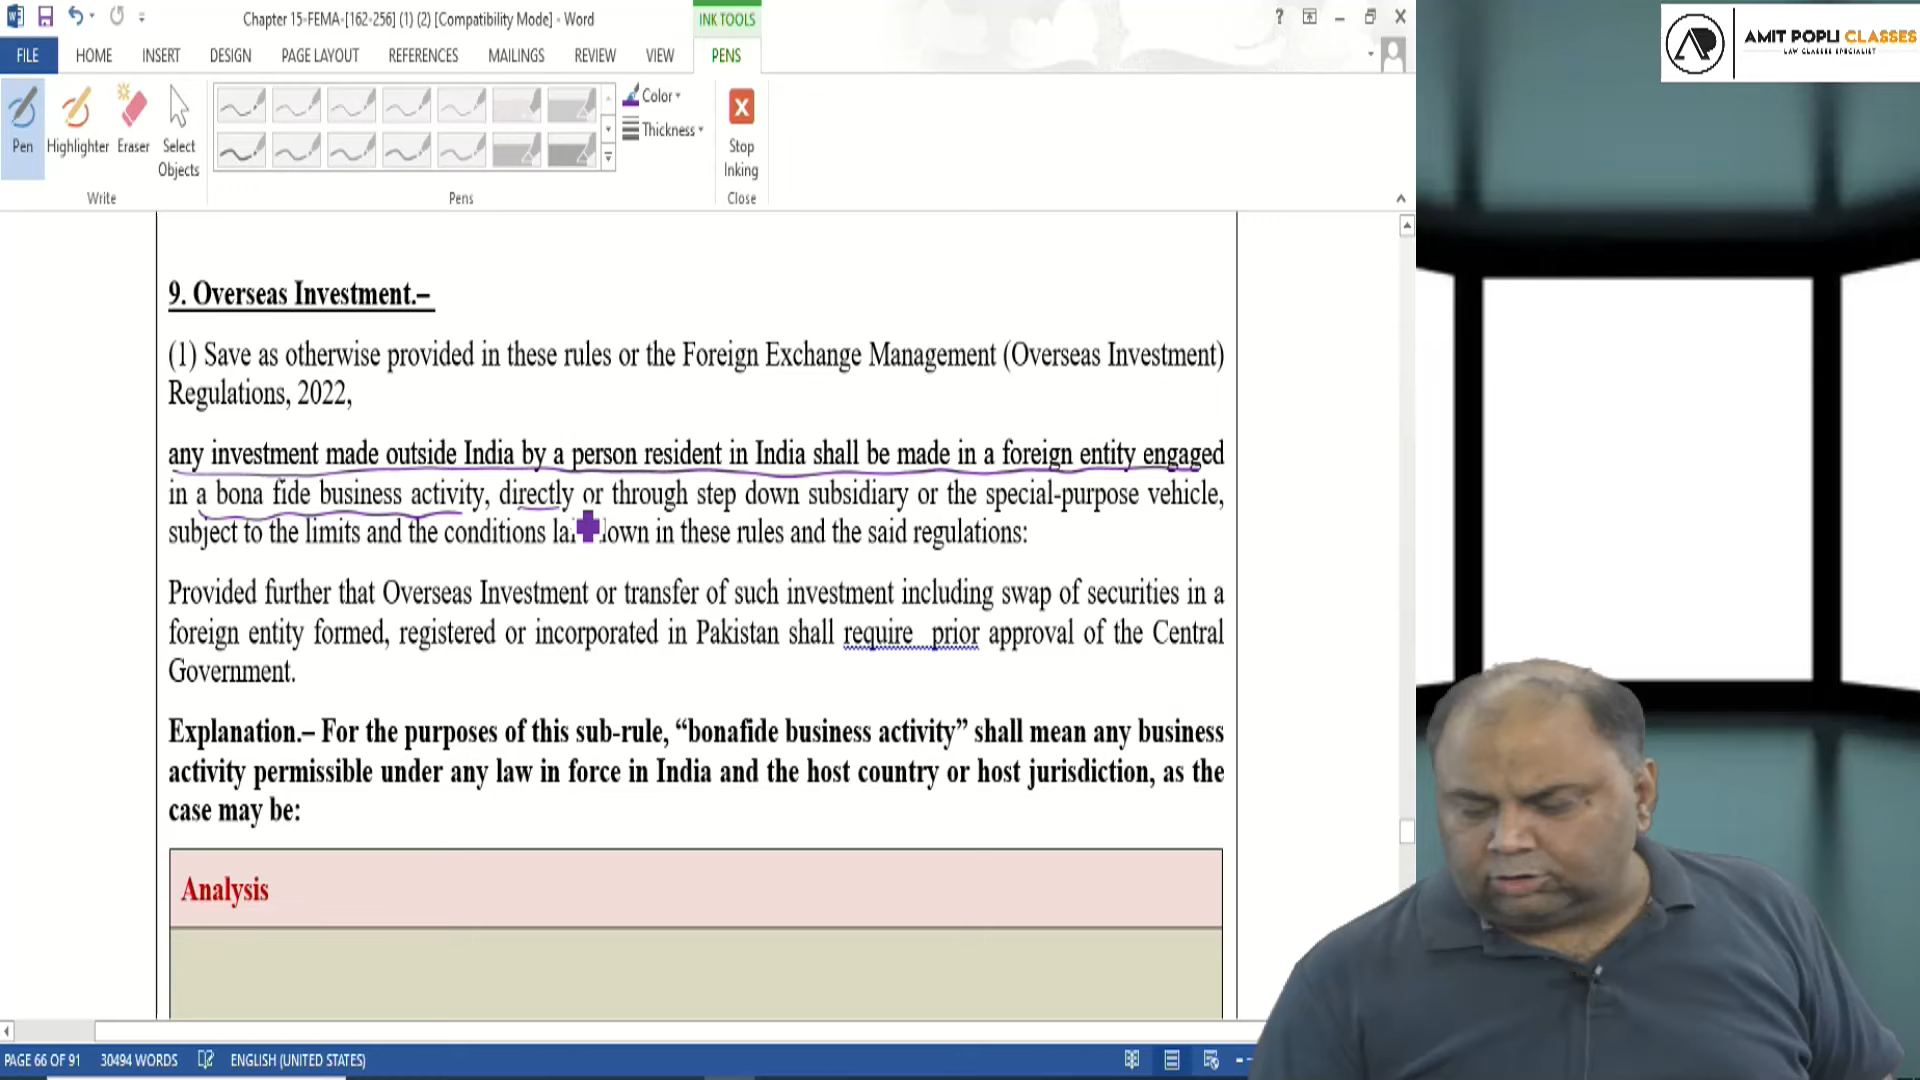 Chapter 15-FEMA-[162-256] (1) (2) [Compatibility Mode] - Word
INK TOOLS
?
FILE
HOME
INSERT
DESIGN
PAGE LAYOUT
REFERENCES
MAILINGS
REVIEW
VIEW
PENS
AMIT POPLI CLASSES
LAW CLASSES SPECIALIST
Pen
Highlighter
Eraser
Select
Objects
Color
Thickness
Stop
Inking
Write
Pens
Close
9. Overseas Investment.–
(1) Save as otherwise provided in these rules or the Foreign Exchange Management (Overseas Investment)
Regulations, 2022,
any investment made outside India by a person resident in India shall be made in a foreign entity engaged
in a bona fide business activity, directly or through step down subsidiary or the special-purpose vehicle,
subject to the limits and the conditions in these rules and the said regulations:
Provided further that Overseas Investment or transfer of such investment including swap of securities in a
foreign entity formed, registered or incorporated in Pakistan shall require prior approval of the Central
Government.
Explanation.– For the purposes of this sub-rule, “bonafide business activity” shall mean any business
activity permissible under any law in force in India and the host country or host jurisdiction, as the
case may be:
Analysis
PAGE 66 OF 91
30494 WORDS
ENGLISH (UNITED STATES)